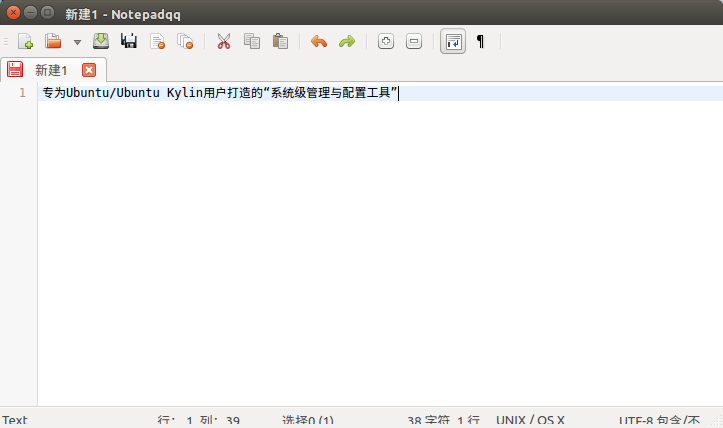 新建1 - Notepadqq
新建1
1 专为Ubuntu/Ubuntu Kylin用户打造的“系统级管理与配置工具”
Text 行: 1 列: 39 选择0 (1) 38 字符 1 行 UNIX / OS X UTF-8 包含/不